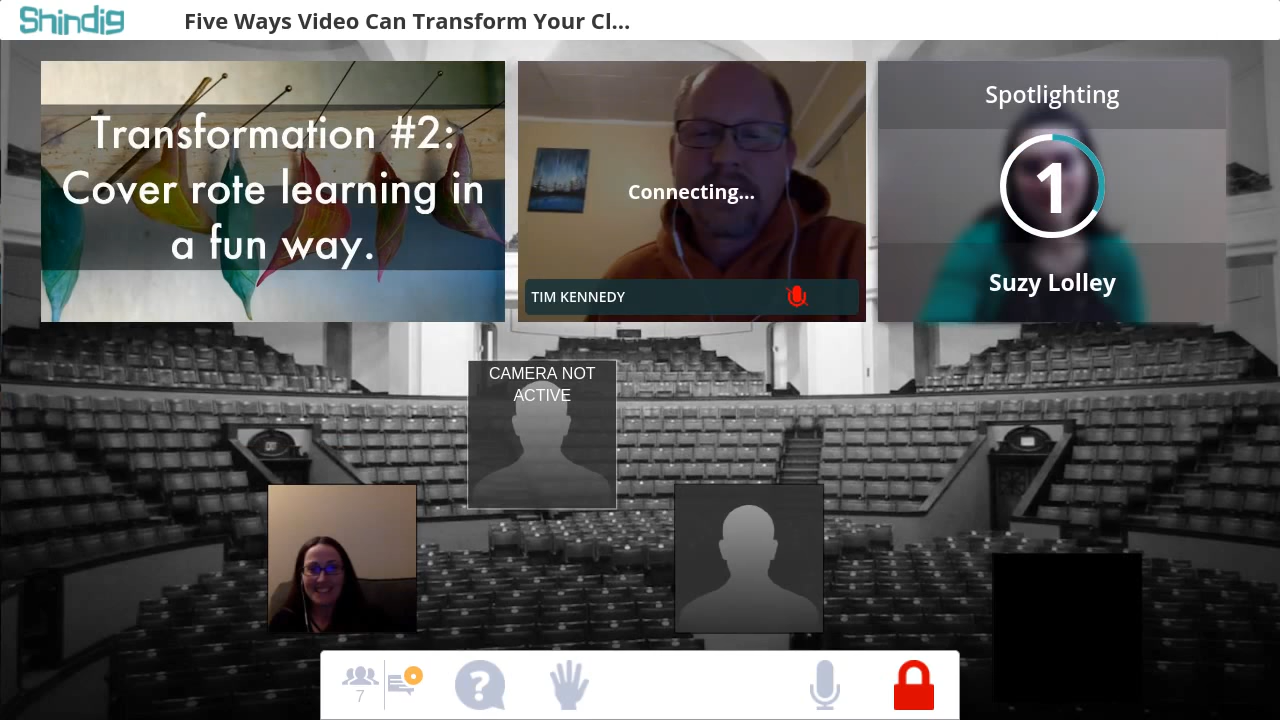 Shindig
Five Ways Video Can Transform Your Cl...
Transformation #2:
Cover rote learning in
a fun way.
Connecting...
TIM KENNEDY
Spotlighting
1
Suzy Lolley
CAMERA NOT
ACTIVE
?
7